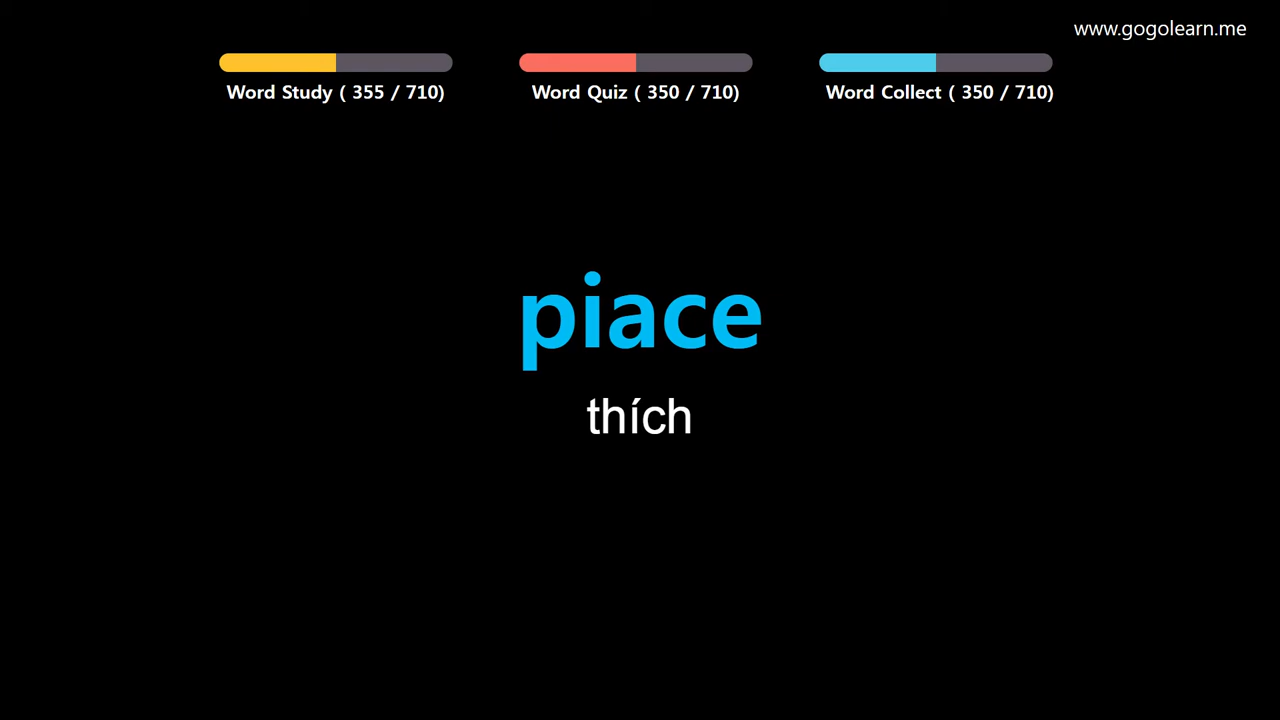 www.gogolearn.me
Word Study ( 355 / 710)
Word Quiz ( 350 / 710)
Word Collect ( 350 / 710)
piace
thích